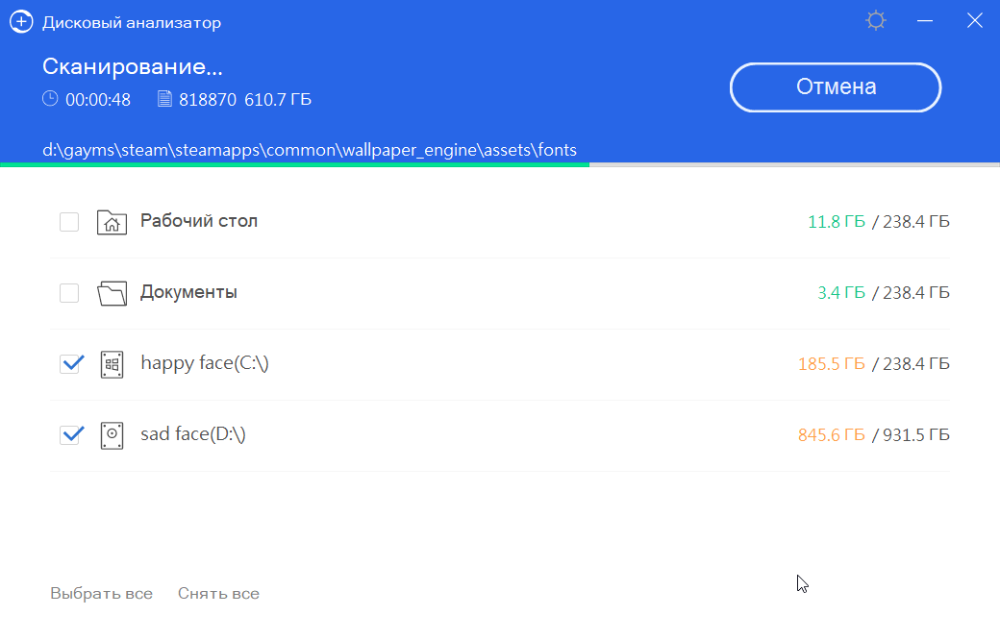 Дисковый анализатор
Сканирование...
00:00:48 818870 610.7 ГБ
Отмена
d:\gayms\steam\steamapps\common\wallpaper_engine\assets\fonts
Рабочий стол 11.8 ГБ / 238.4 ГБ
Документы 3.4 ГБ / 238.4 ГБ
happy face(C:\) 185.5 ГБ / 238.4 ГБ
sad face(D:\) 845.6 ГБ / 931.5 ГБ
Выбрать все Снять все